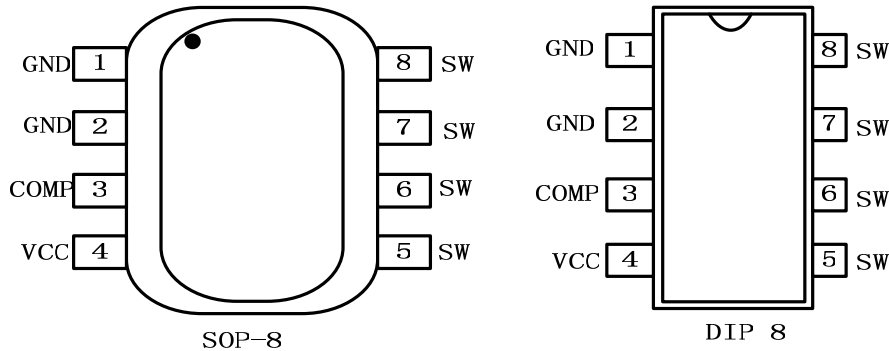 GND 1 8 SW
GND 2 7 SW
COMP 3 6 SW
VCC 4 5 SW
SOP-8
GND 1 8 SW
GND 2 7 SW
COMP 3 6 SW
VCC 4 5 SW
DIP 8